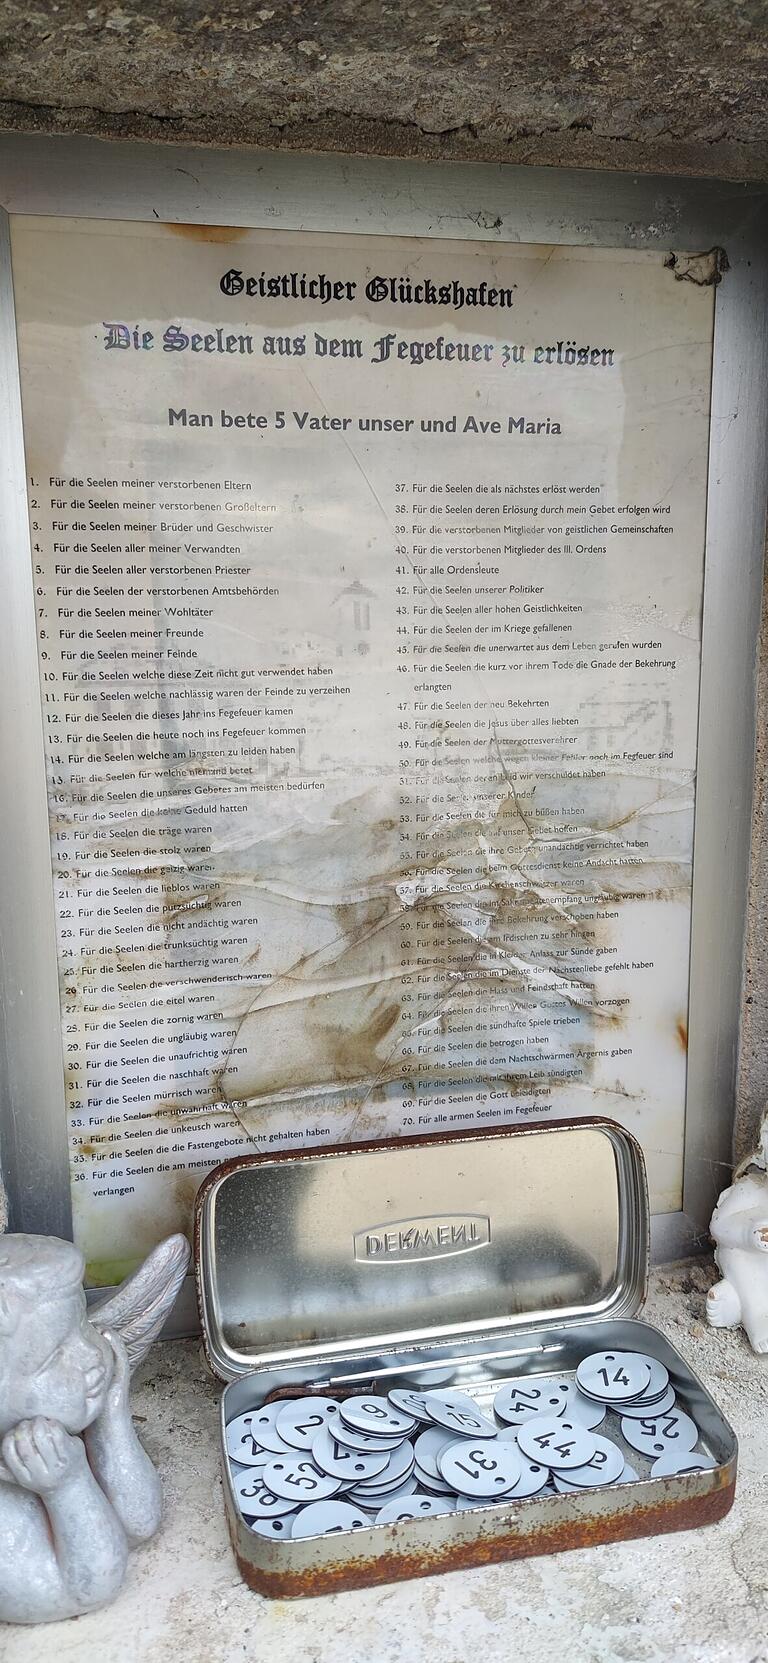 Geistlicher Glückshafen
Die Seelen aus dem Fegefeuer zu erlösen
Man bete 5 Vater unser und Ave Maria
1. Für die Seelen meiner verstorbenen Eltern
2. Für die Seelen meiner verstorbenen Großeltern
3. Für die Seelen meiner Brüder und Geschwister
4. Für die Seelen aller meiner Verwandten
5. Für die Seelen aller verstorbenen Priester
6. Für die Seelen der verstorbenen Amtsbehörden
7. Für die Seelen meiner Wohltäter
8. Für die Seelen meiner Freunde
9. Für die Seelen meiner Feinde
10. Für die Seelen welche diese Zeit nicht gut verwendet haben
11. Für die Seelen welche nachlässig waren der Feinde zu verzeihen
12. Für die Seelen die dieses Jahr ins Fegefeuer kamen
13. Für die Seelen die heute noch ins Fegefeuer kommen
14. Für die Seelen welche am längsten zu leiden haben
15. Für die Seelen für welche niemand betet
16. Für die Seelen die unseres Gebetes am meisten bedürfen
17. Für die Seelen die keine Geduld hatten
18. Für die Seelen die träge waren
19. Für die Seelen die stolz waren
20. Für die Seelen die geizig waren
21. Für die Seelen die lieblos waren
22. Für die Seelen die putzsüchtig waren
23. Für die Seelen die nicht andächtig waren
24. Für die Seelen die trunksüchtig waren
25. Für die Seelen die hartherzig waren
26. Für die Seelen die verschwenderisch waren
27. Für die Seelen die eitel waren
28. Für die Seelen die zornig waren
29. Für die Seelen die ungläubig waren
30. Für die Seelen die unaufrichtig waren
31. Für die Seelen die naschhaft waren
32. Für die Seelen die mürrisch waren
33. Für die Seelen die unwahrhaft waren
34. Für die Seelen die unkeusch waren
35. Für die Seelen die die Fastengebote nicht gehalten haben
36. Für die Seelen die am meisten
verlangen
37. Für die Seelen die als nächstes erlöst werden
38. Für die Seelen deren Erlösung durch mein Gebet erfolgen wird
39. Für die verstorbenen Mitglieder von geistlichen Gemeinschaften
40. Für die verstorbenen Mitglieder des III. Ordens
41. Für alle Ordensleute
42. Für die Seelen unserer Politiker
43. Für die Seelen aller hohen Geistlichkeiten
44. Für die Seelen der im Kriege gefallenen
45. Für die Seelen die unerwartet aus dem Leben gerufen wurden
46. Für die Seelen die kurz vor ihrem Tode die Gnade der Bekehrung
erlangten
47. Für die Seelen der neu Bekehrten
48. Für die Seelen die Jesus über alles liebten
49. Für die Seelen der Muttergottesverehrer
50. Für die Seelen welche wegen kleiner Fehler noch im Fegfeuer sind
51. Für die Seelen deren Leid wir verschuldet haben
52. Für die Seelen unserer Kinder
53. Für die Seelen die für mich zu büßen haben
54. Für die Seelen die auf unser Gebet hoffen
55. Für die Seelen die ihre Gebete unandächtig verrichtet haben
56. Für die Seelen die beim Gottesdienst keine Andacht hatten
57. Für die Seelen die Kirchenschwätzer waren
58. Für die Seelen die im Sakramentenempfang ungläubig waren
59. Für die Seelen die ihre Bekehrung verschoben haben
60. Für die Seelen die am Irdischen zu sehr hingen
61. Für die Seelen die in Kleider Anlass zur Sünde gaben
62. Für die Seelen die im Dienste der Nächstenliebe gefehlt haben
63. Für die Seelen die Hass und Feindschaft hatten
64. Für die Seelen die ihren Willen Gottes Willen vorzogen
65. Für die Seelen die sündhafte Spiele trieben
66. Für die Seelen die betrogen haben
67. Für die Seelen die dem Nachtschwärmen Ärgernis gaben
68. Für die Seelen die mit ihrem Leib sündigten
69. Für die Seelen die Gott beleidigten
70. Für alle armen Seelen im Fegefeuer
DERMENT
14
24
9
15
2
25
44
31
52